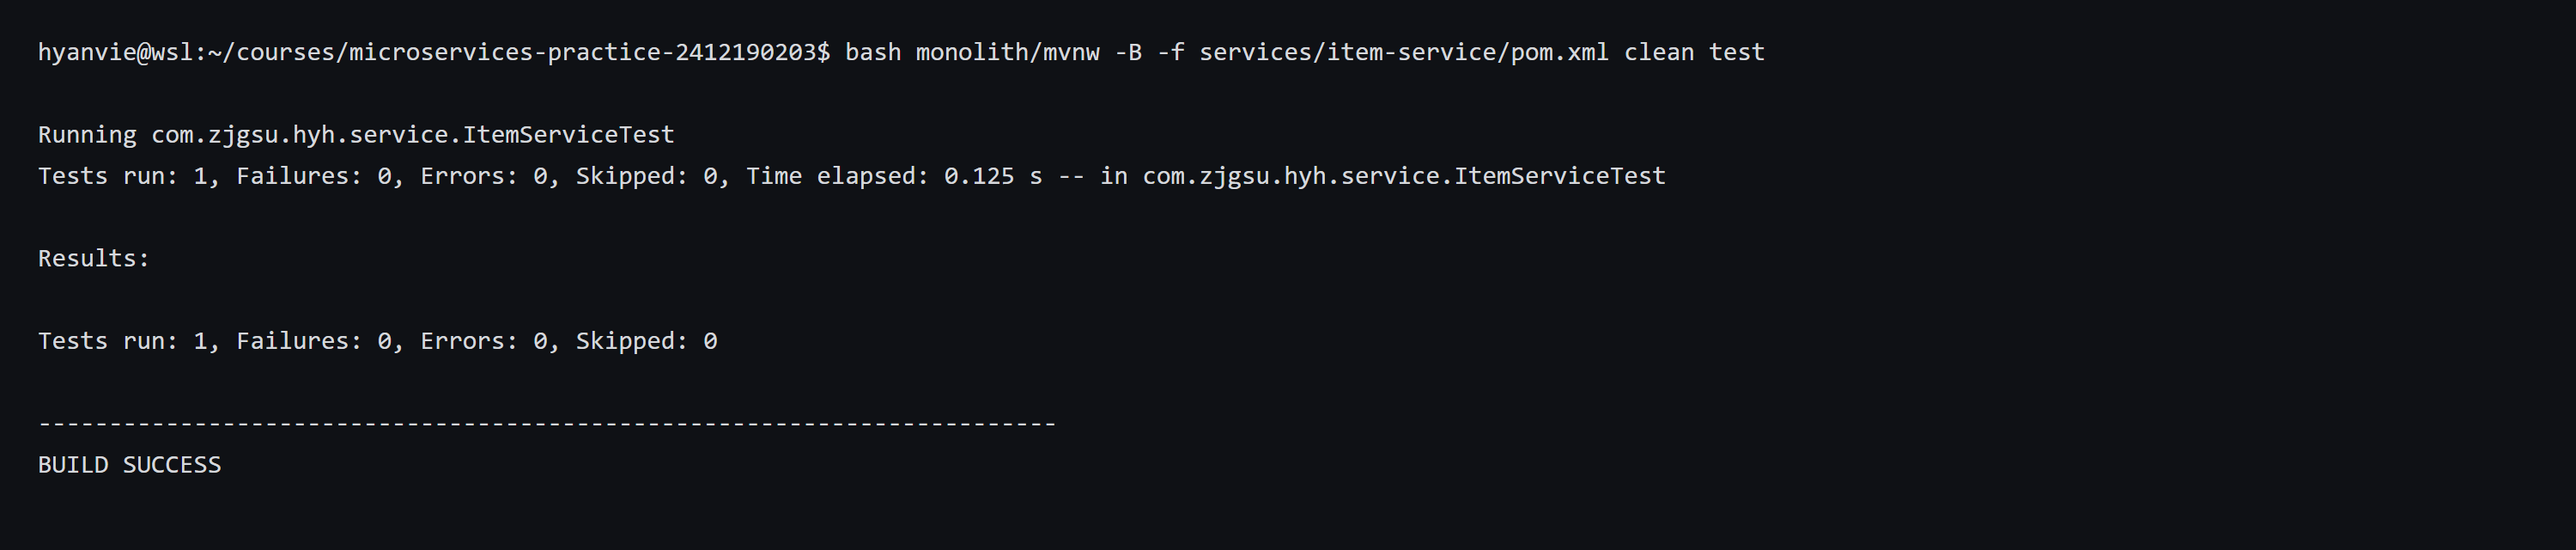 hyanvie@wsl:~/courses/microservices-practice-2412190203$ bash monolith/mvnw -B -f services/item-service/pom.xml clean test
Running com.zjgsu.hyh.service.ItemServiceTest
Tests run: 1, Failures: 0, Errors: 0, Skipped: 0, Time elapsed: 0.125 s -- in com.zjgsu.hyh.service.ItemServiceTest
Results:
Tests run: 1, Failures: 0, Errors: 0, Skipped: 0
------------------------------------------------------------------------
BUILD SUCCESS